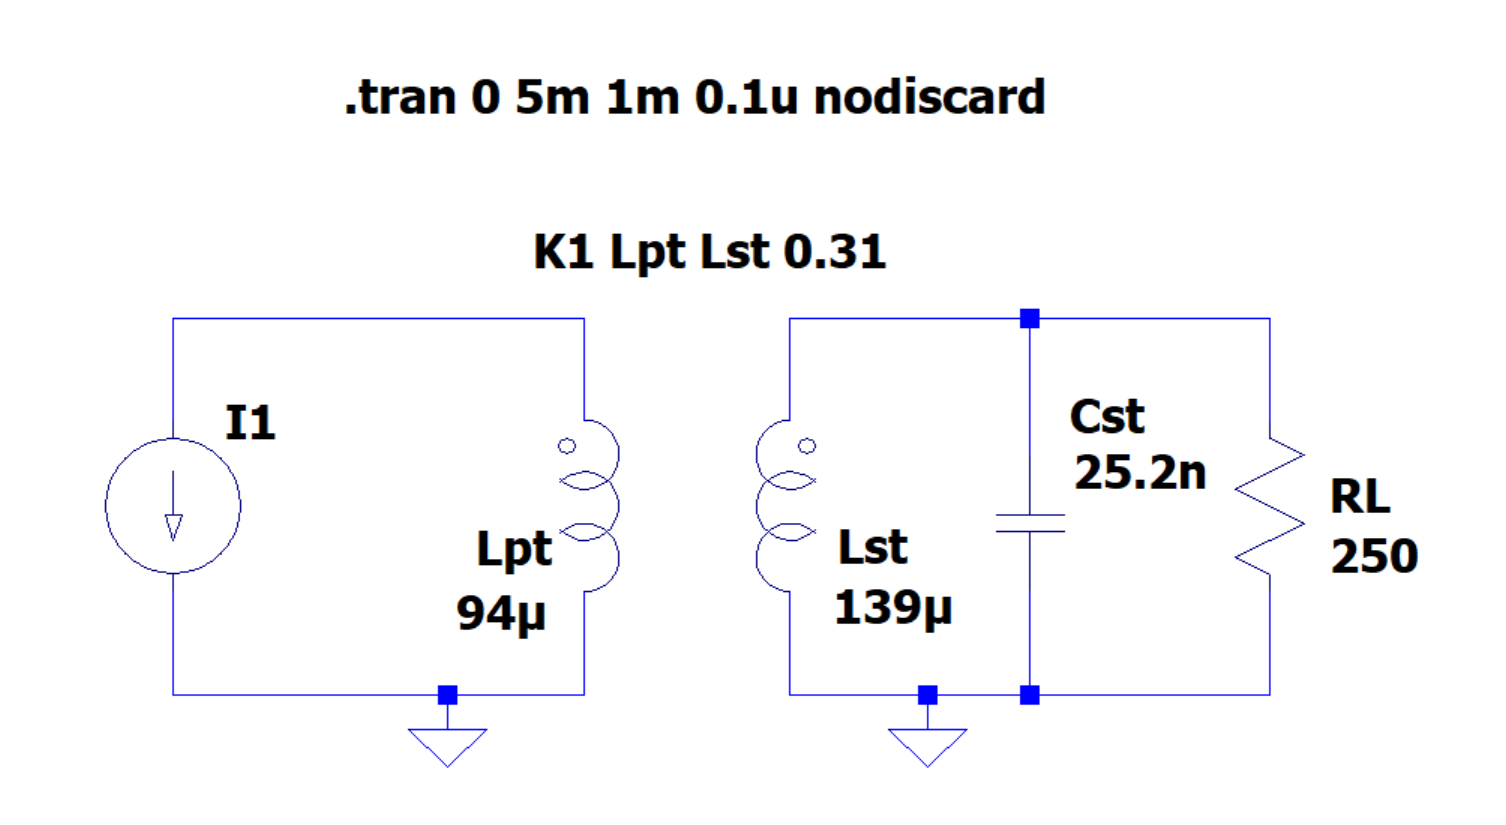 .tran 0 5m 1m 0.1u nodiscard
K1 Lpt Lst 0.31
I1
Lpt
94µ
Lst
139µ
Cst
25.2n
RL
250